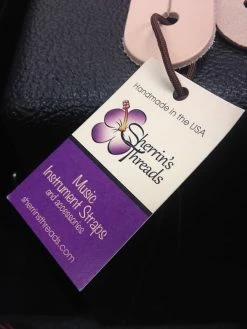 Handmade in the USA
Sherrin's
Threads
Music
Instrument Straps
and accessories
sherrinsthreads.com